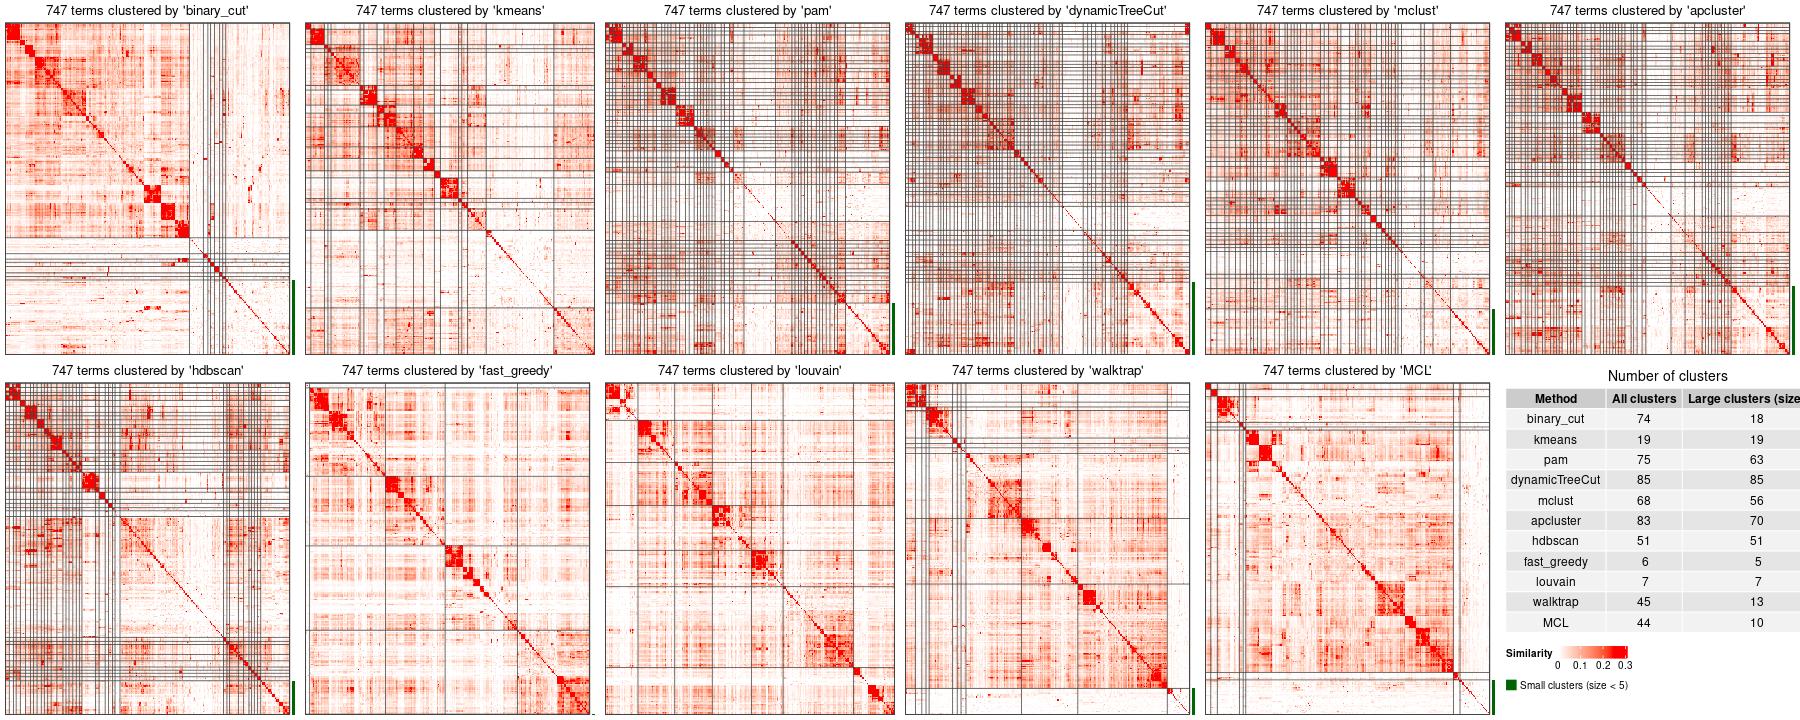 747 terms clustered by 'binary_cut'
747 terms clustered by 'kmeans'
747 terms clustered by 'pam'
747 terms clustered by 'dynamicTreeCut'
747 terms clustered by 'mclust'
747 terms clustered by 'apcluster'
747 terms clustered by 'hdbscan'
747 terms clustered by 'fast_greedy'
747 terms clustered by 'louvain'
747 terms clustered by 'walktrap'
747 terms clustered by 'MCL'
Number of clusters
Method All clusters Large clusters (size
binary_cut 74 18
kmeans 19 19
pam 75 63
dynamicTreeCut 85 85
mclust 68 56
apcluster 83 70
hdbscan 51 51
fast_greedy 6 5
louvain 7 7
walktrap 45 13
MCL 44 10
Similarity
0 0.1 0.2 0.3
Small clusters (size < 5)